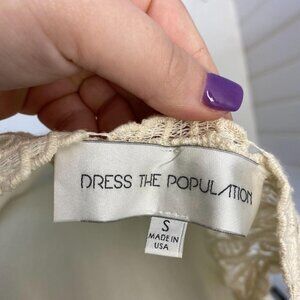 DRESS THE POPULATION
S
MADE IN
USA